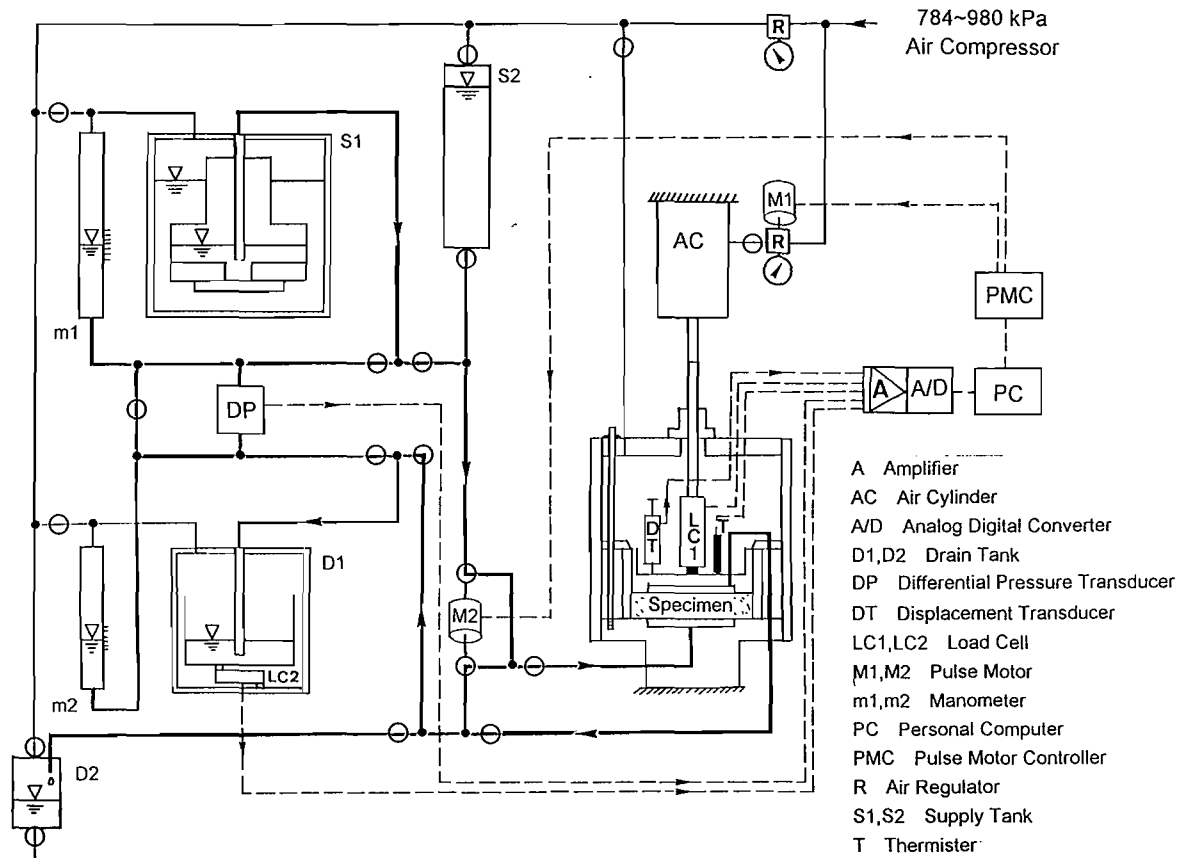 784~980 kPa
Air Compressor
R
S2
S1
M1
AC
R
m1
PMC
DP
A
A/D
PC
D1
DT
LC1
T
Specimen
M2
LC2
m2
D2
A Amplifier
AC Air Cylinder
A/D Analog Digital Converter
D1,D2 Drain Tank
DP Differential Pressure Transducer
DT Displacement Transducer
LC1,LC2 Load Cell
M1,M2 Pulse Motor
m1,m2 Manometer
PC Personal Computer
PMC Pulse Motor Controller
R Air Regulator
S1,S2 Supply Tank
T Thermister